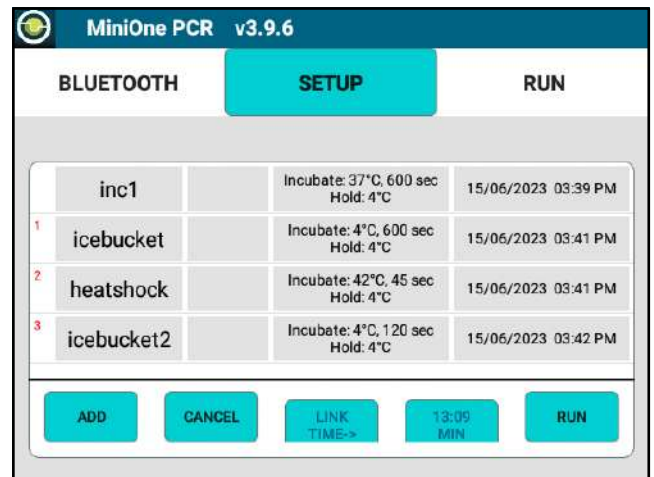 MiniOne PCR v3.9.6
BLUETOOTH SETUP RUN
inc1 Incubate: 37°C, 600 sec 15/06/2023 03:39 PM
Hold: 4°C
1 icebucket Incubate: 4°C, 600 sec 15/06/2023 03:41 PM
Hold: 4°C
2 heatshock Incubate: 42°C, 45 sec 15/06/2023 03:41 PM
Hold: 4°C
3 icebucket2 Incubate: 4°C, 120 sec 15/06/2023 03:42 PM
Hold: 4°C
ADD CANCEL LINK 13:09 RUN
TIME-> MIN